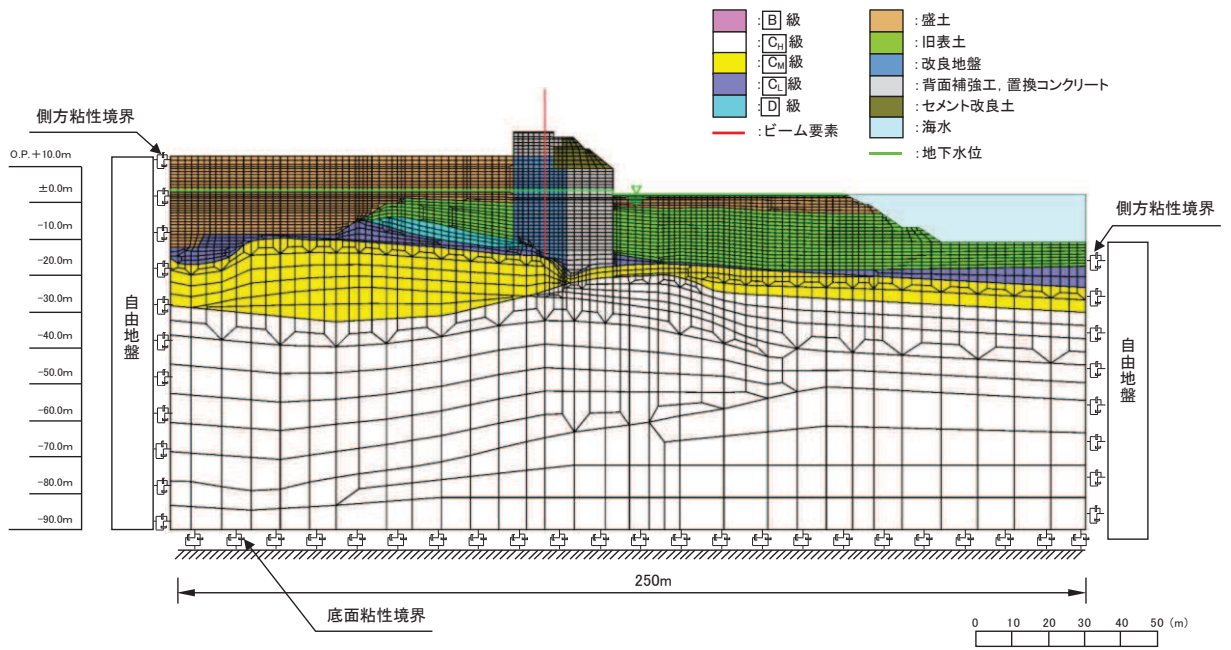 :B 級
:CH級
:CM級
:CL級
:D 級
:ビーム要素
:盛土
:旧表土
:改良地盤
:背面補強工, 置換コンクリート
:セメント改良土
:海水
:地下水位
側方粘性境界
O.P.+10.0m
±0.0m
-10.0m
-20.0m
-30.0m
-40.0m
-50.0m
-60.0m
-70.0m
-80.0m
-90.0m
自由地盤
側方粘性境界
自由地盤
250m
底面粘性境界
0 10 20 30 40 50 (m)